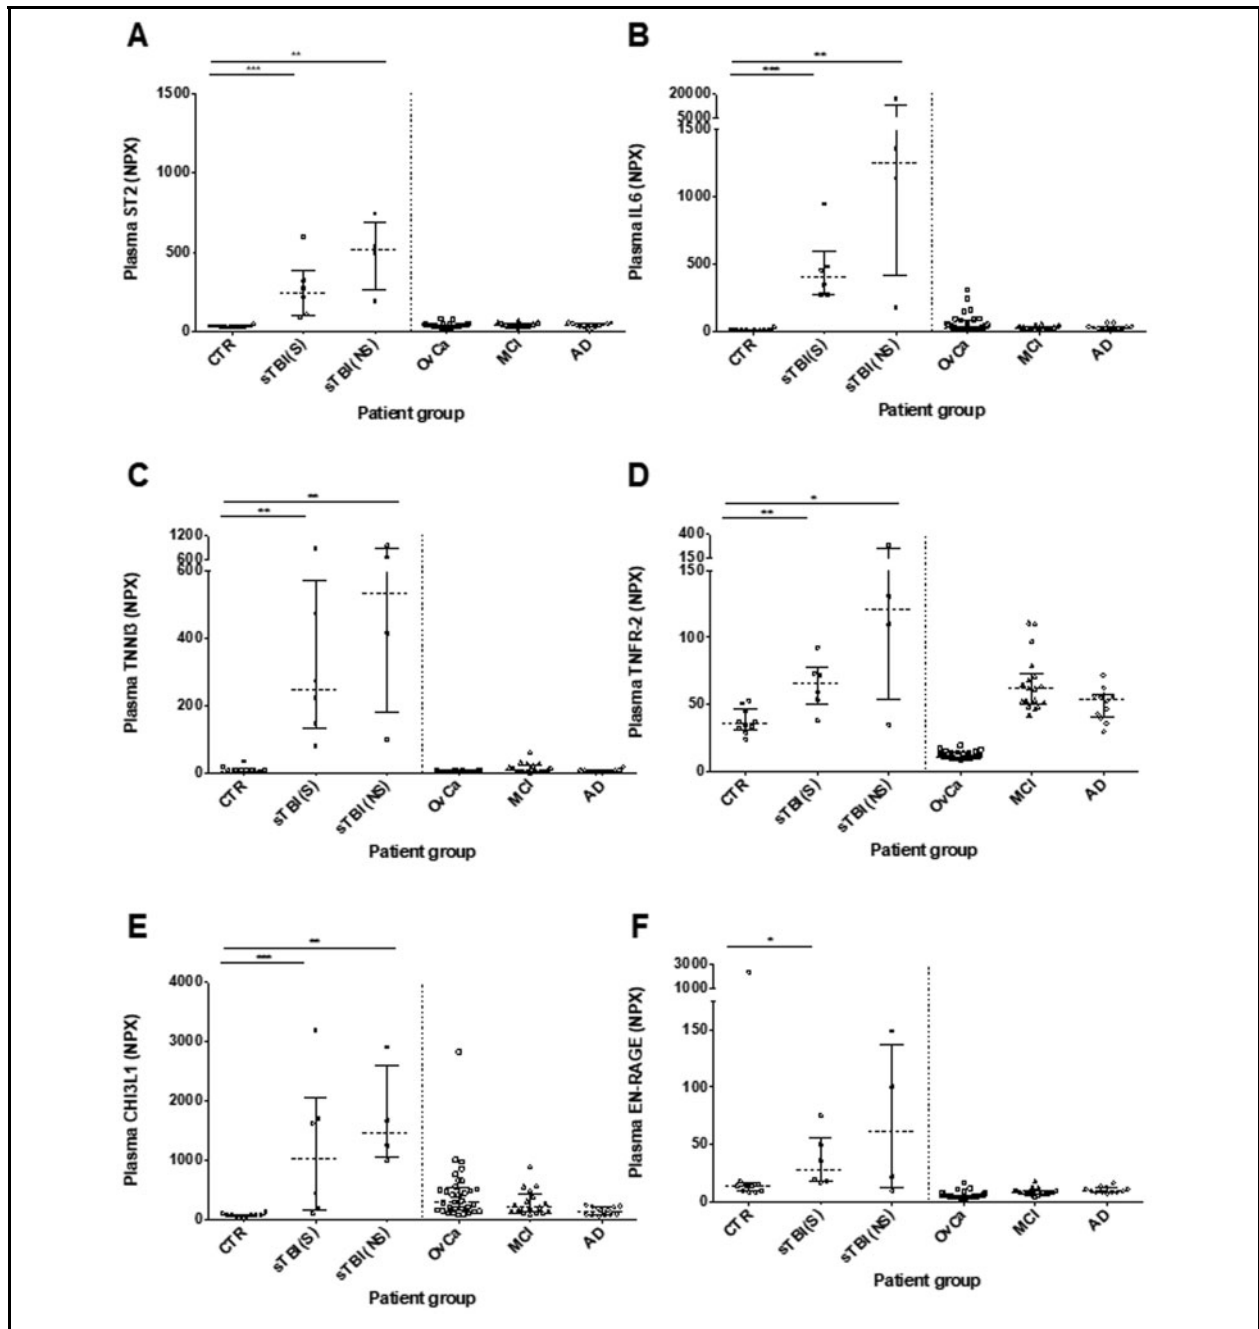 A
**
***
1500
1000
500
0
Plasma ST2 (NPX)
CTR
sTBI(S)
sTBI(NS)
OvCa
MCI
AD
Patient group
B
**
***
20000
5000
1500
1000
500
0
Plasma IL6 (NPX)
CTR
sTBI(S)
sTBI(NS)
OvCa
MCI
AD
Patient group
C
**
**
1200
600
600
400
200
0
Plasma TNNI3 (NPX)
CTR
sTBI(S)
sTBI(NS)
OvCa
MCI
AD
Patient group
D
*
**
400
150
150
100
50
0
Plasma TNFR-2 (NPX)
CTR
sTBI(S)
sTBI(NS)
OvCa
MCI
AD
Patient group
E
**
***
4000
3000
2000
1000
0
Plasma CHI3L1 (NPX)
CTR
sTBI(S)
sTBI(NS)
OvCa
MCI
AD
Patient group
F
*
3000
1000
150
100
50
0
Plasma EN-RAGE (NPX)
CTR
sTBI(S)
sTBI(NS)
OvCa
MCI
AD
Patient group